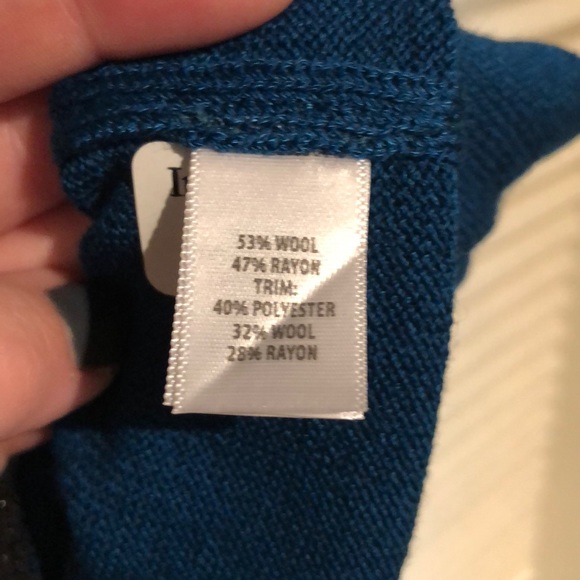 53% WOOL
47% RAYON
TRIM:
40% POLYESTER
32% WOOL
28% RAYON